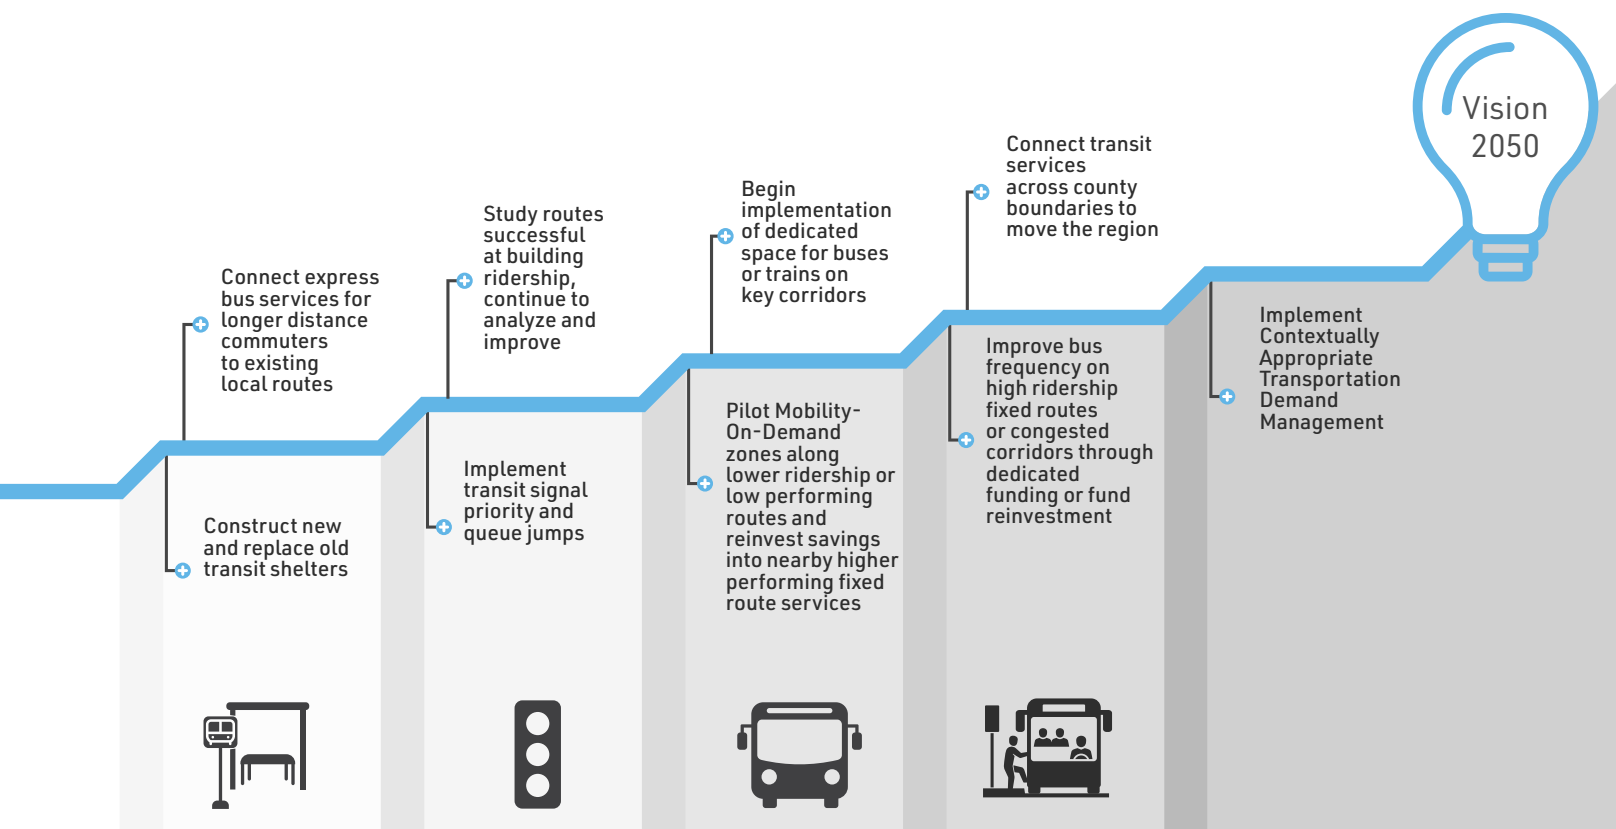 Vision
2050
Connect express
bus services for
longer distance
commuters
to existing
local routes
Construct new
and replace old
transit shelters
Study routes
successful
at building
ridership,
continue to
analyze and
improve
Implement
transit signal
priority and
queue jumps
Begin
implementation
of dedicated
space for buses
or trains on
key corridors
Pilot Mobility-
On-Demand
zones along
lower ridership or
low performing
routes and
reinvest savings
into nearby higher
performing fixed
route services
Connect transit
services
across county
boundaries to
move the region
Improve bus
frequency on
high ridership
fixed routes
or congested
corridors through
dedicated
funding or fund
reinvestment
Implement
Contextually
Appropriate
Transportation
Demand
Management